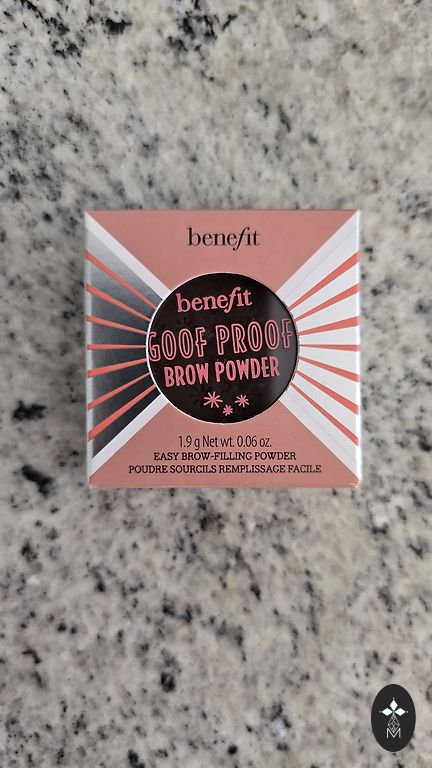 benefit
benefit
GOOF PROOF
BROW POWDER
1.9 g Net wt. 0.06 oz.
EASY BROW-FILLING POWDER
POUDRE SOURCILS REMPLISSAGE FACILE
M